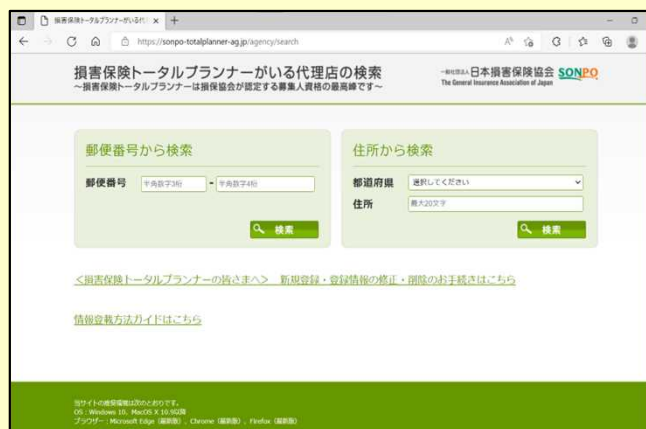 損害保険トータルプランナーがいる代
https://sonpo-totalplanner-ag.jp/agency/search
損害保険トータルプランナーがいる代理店の検索
～損害保険トータルプランナーは損保協会が認定する募集人資格の最高峰です～
一般社団法人日本損害保険協会 SONPO
The General Insurance Association of Japan
郵便番号から検索
郵便番号 半角数字3桁 - 半角数字4桁
検索
住所から検索
都道府県 選択してください
住所 最大20文字
検索
＜損害保険トータルプランナーの皆さまへ＞ 新規登録・登録情報の修正・削除のお手続きはこちら
情報登載方法ガイドはこちら
当サイトの推奨環境は次のとおりです。
OS：Windows 10、MacOS X 10.9以降
ブラウザー：Microsoft Edge（最新版）、Chrome（最新版）、Firefox（最新版）